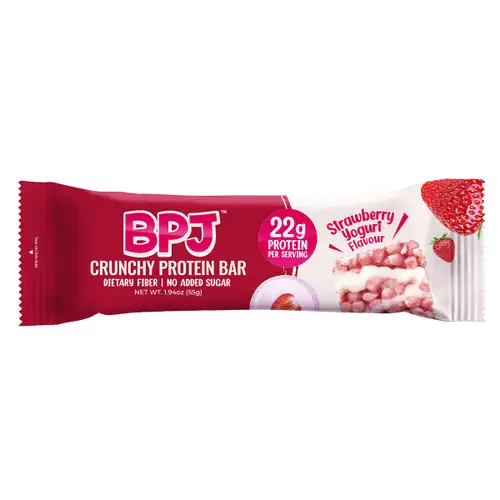 BPJ™
CRUNCHY PROTEIN BAR
DIETARY FIBER | NO ADDED SUGAR
NET WT. 1.94oz (55g)
22g
PROTEIN
PER SERVING
Strawberry
Yogurt
Flavour